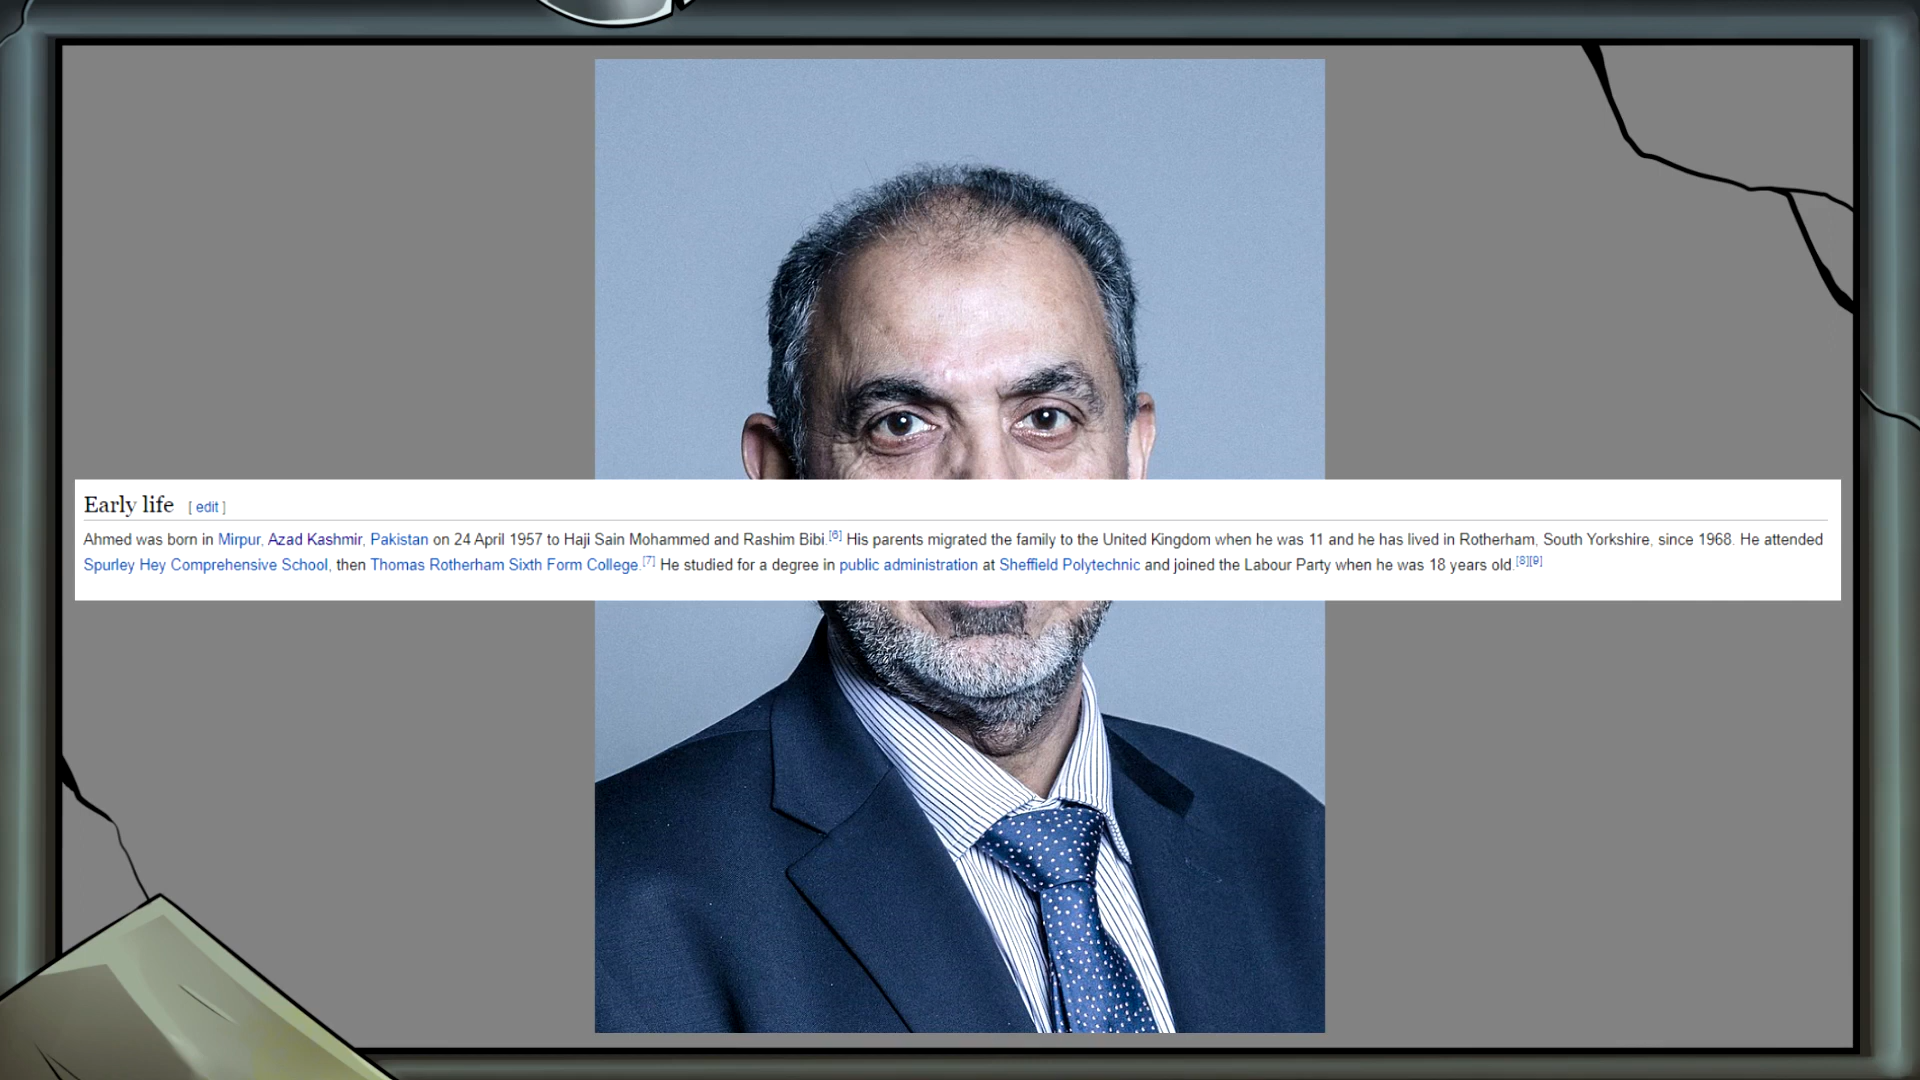 Early life [ edit ]
Ahmed was born in Mirpur, Azad Kashmir, Pakistan on 24 April 1957 to Haji Sain Mohammed and Rashim Bibi.[6] His parents migrated the family to the United Kingdom when he was 11 and he has lived in Rotherham, South Yorkshire, since 1968. He attended
Spurley Hey Comprehensive School, then Thomas Rotherham Sixth Form College.[7] He studied for a degree in public administration at Sheffield Polytechnic and joined the Labour Party when he was 18 years old.[8][9]